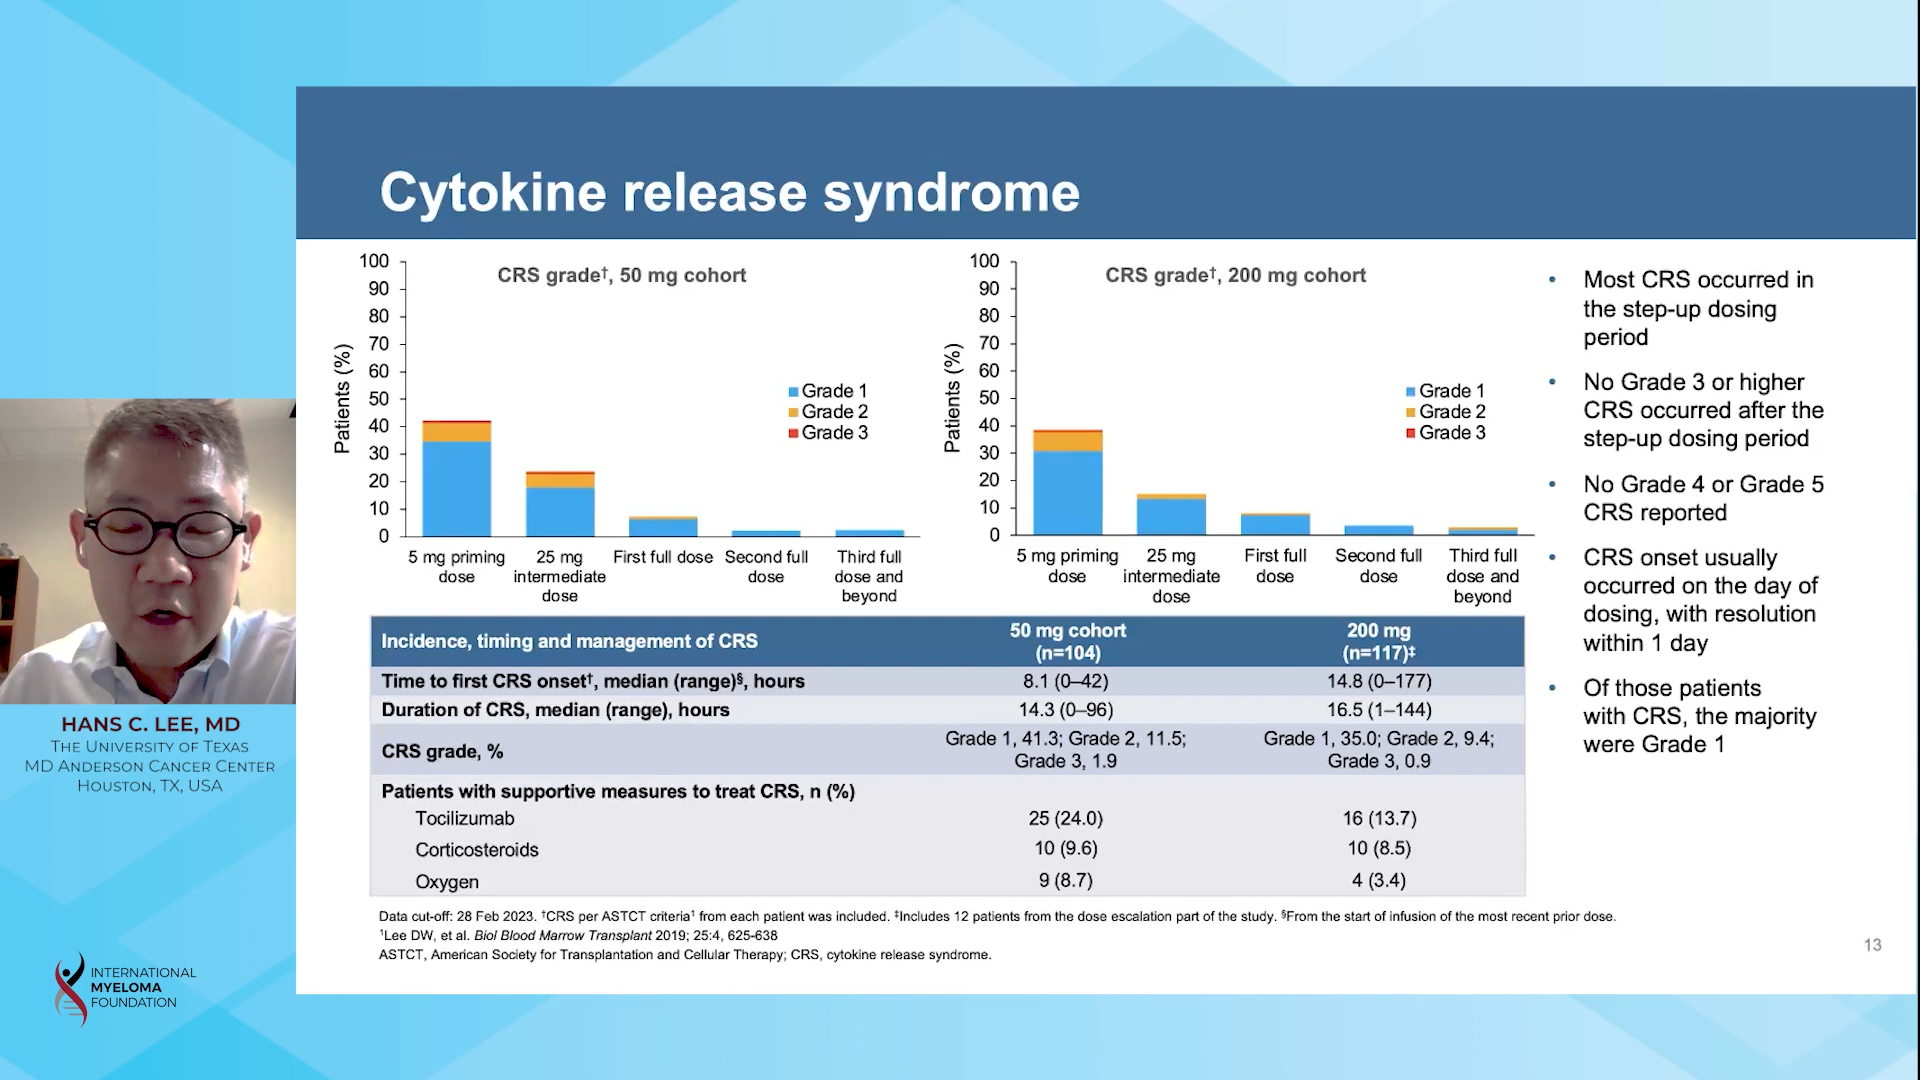 Cytokine release syndrome
CRS grade†, 50 mg cohort
Patients (%)
100
90
80
70
60
50
40
30
20
10
0
Grade 1
Grade 2
Grade 3
5 mg priming dose
25 mg intermediate dose
First full dose
Second full dose
Third full dose and beyond
CRS grade†, 200 mg cohort
Patients (%)
100
90
80
70
60
50
40
30
20
10
0
Grade 1
Grade 2
Grade 3
5 mg priming dose
25 mg intermediate dose
First full dose
Second full dose
Third full dose and beyond
• Most CRS occurred in
the step-up dosing
period
• No Grade 3 or higher
CRS occurred after the
step-up dosing period
• No Grade 4 or Grade 5
CRS reported
• CRS onset usually
occurred on the day of
dosing, with resolution
within 1 day
• Of those patients
with CRS, the majority
were Grade 1
Incidence, timing and management of CRS 50 mg cohort (n=104) 200 mg (n=117)‡
Time to first CRS onset†, median (range)§, hours 8.1 (0–42) 14.8 (0–177)
Duration of CRS, median (range), hours 14.3 (0–96) 16.5 (1–144)
CRS grade, % Grade 1, 41.3; Grade 2, 11.5; Grade 3, 1.9 Grade 1, 35.0; Grade 2, 9.4; Grade 3, 0.9
Patients with supportive measures to treat CRS, n (%)
Tocilizumab 25 (24.0) 16 (13.7)
Corticosteroids 10 (9.6) 10 (8.5)
Oxygen 9 (8.7) 4 (3.4)
Data cut-off: 28 Feb 2023. †CRS per ASTCT criteria¹ from each patient was included. ‡Includes 12 patients from the dose escalation part of the study. §From the start of infusion of the most recent prior dose.
¹Lee DW, et al. Biol Blood Marrow Transplant 2019; 25:4, 625-638
ASTCT, American Society for Transplantation and Cellular Therapy; CRS, cytokine release syndrome.
13
HANS C. LEE, MD
THE UNIVERSITY OF TEXAS
MD ANDERSON CANCER CENTER
HOUSTON, TX, USA
INTERNATIONAL
MYELOMA
FOUNDATION